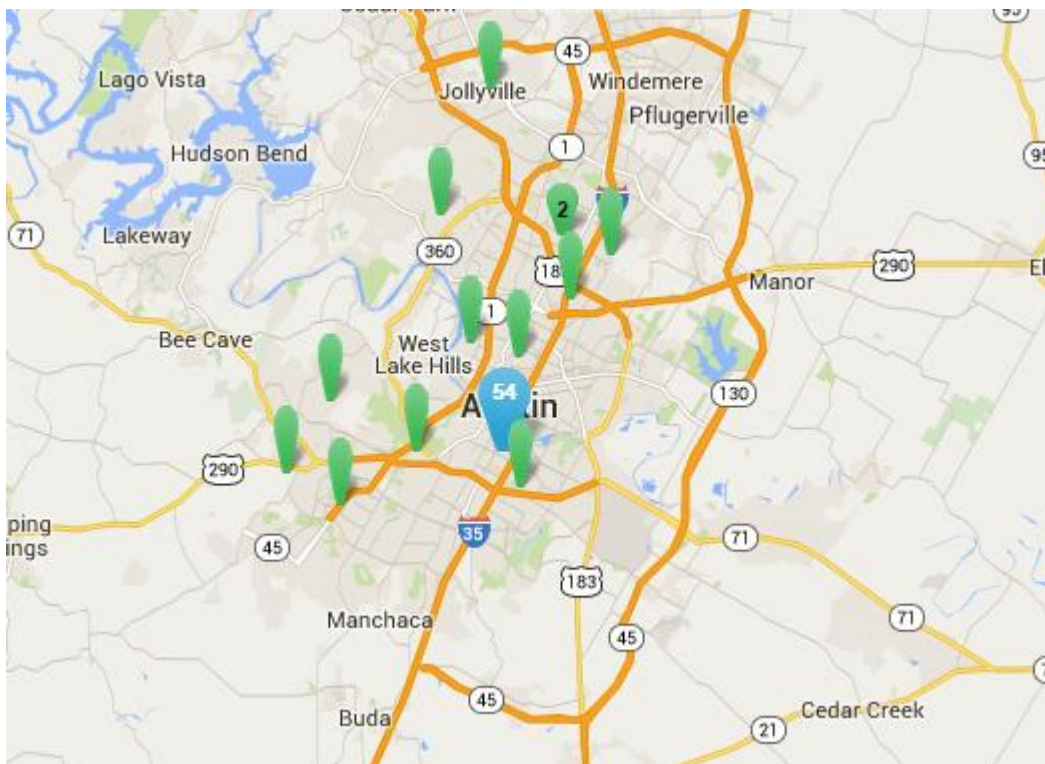 45
Lago Vista
Jollyville
Windemere
Pflugerville
1
Hudson Bend
95
2
71
Lakeway
360
290
Manor
1
Bee Cave
West
Lake Hills
54
130
290
35
45
71
183
Manchaca
71
45
45
Buda
Cedar Creek
21